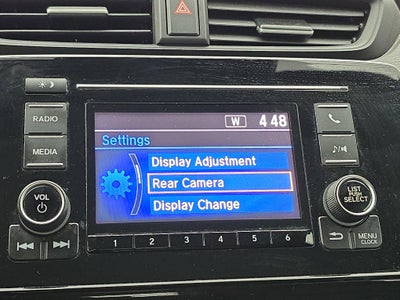 W 4:48
Settings
RADIO
Display Adjustment
MEDIA
Rear Camera
VOL
LIST
PUSH
SELECT
Display Change
1 2 3 4 5 6
MENU
CLOCK